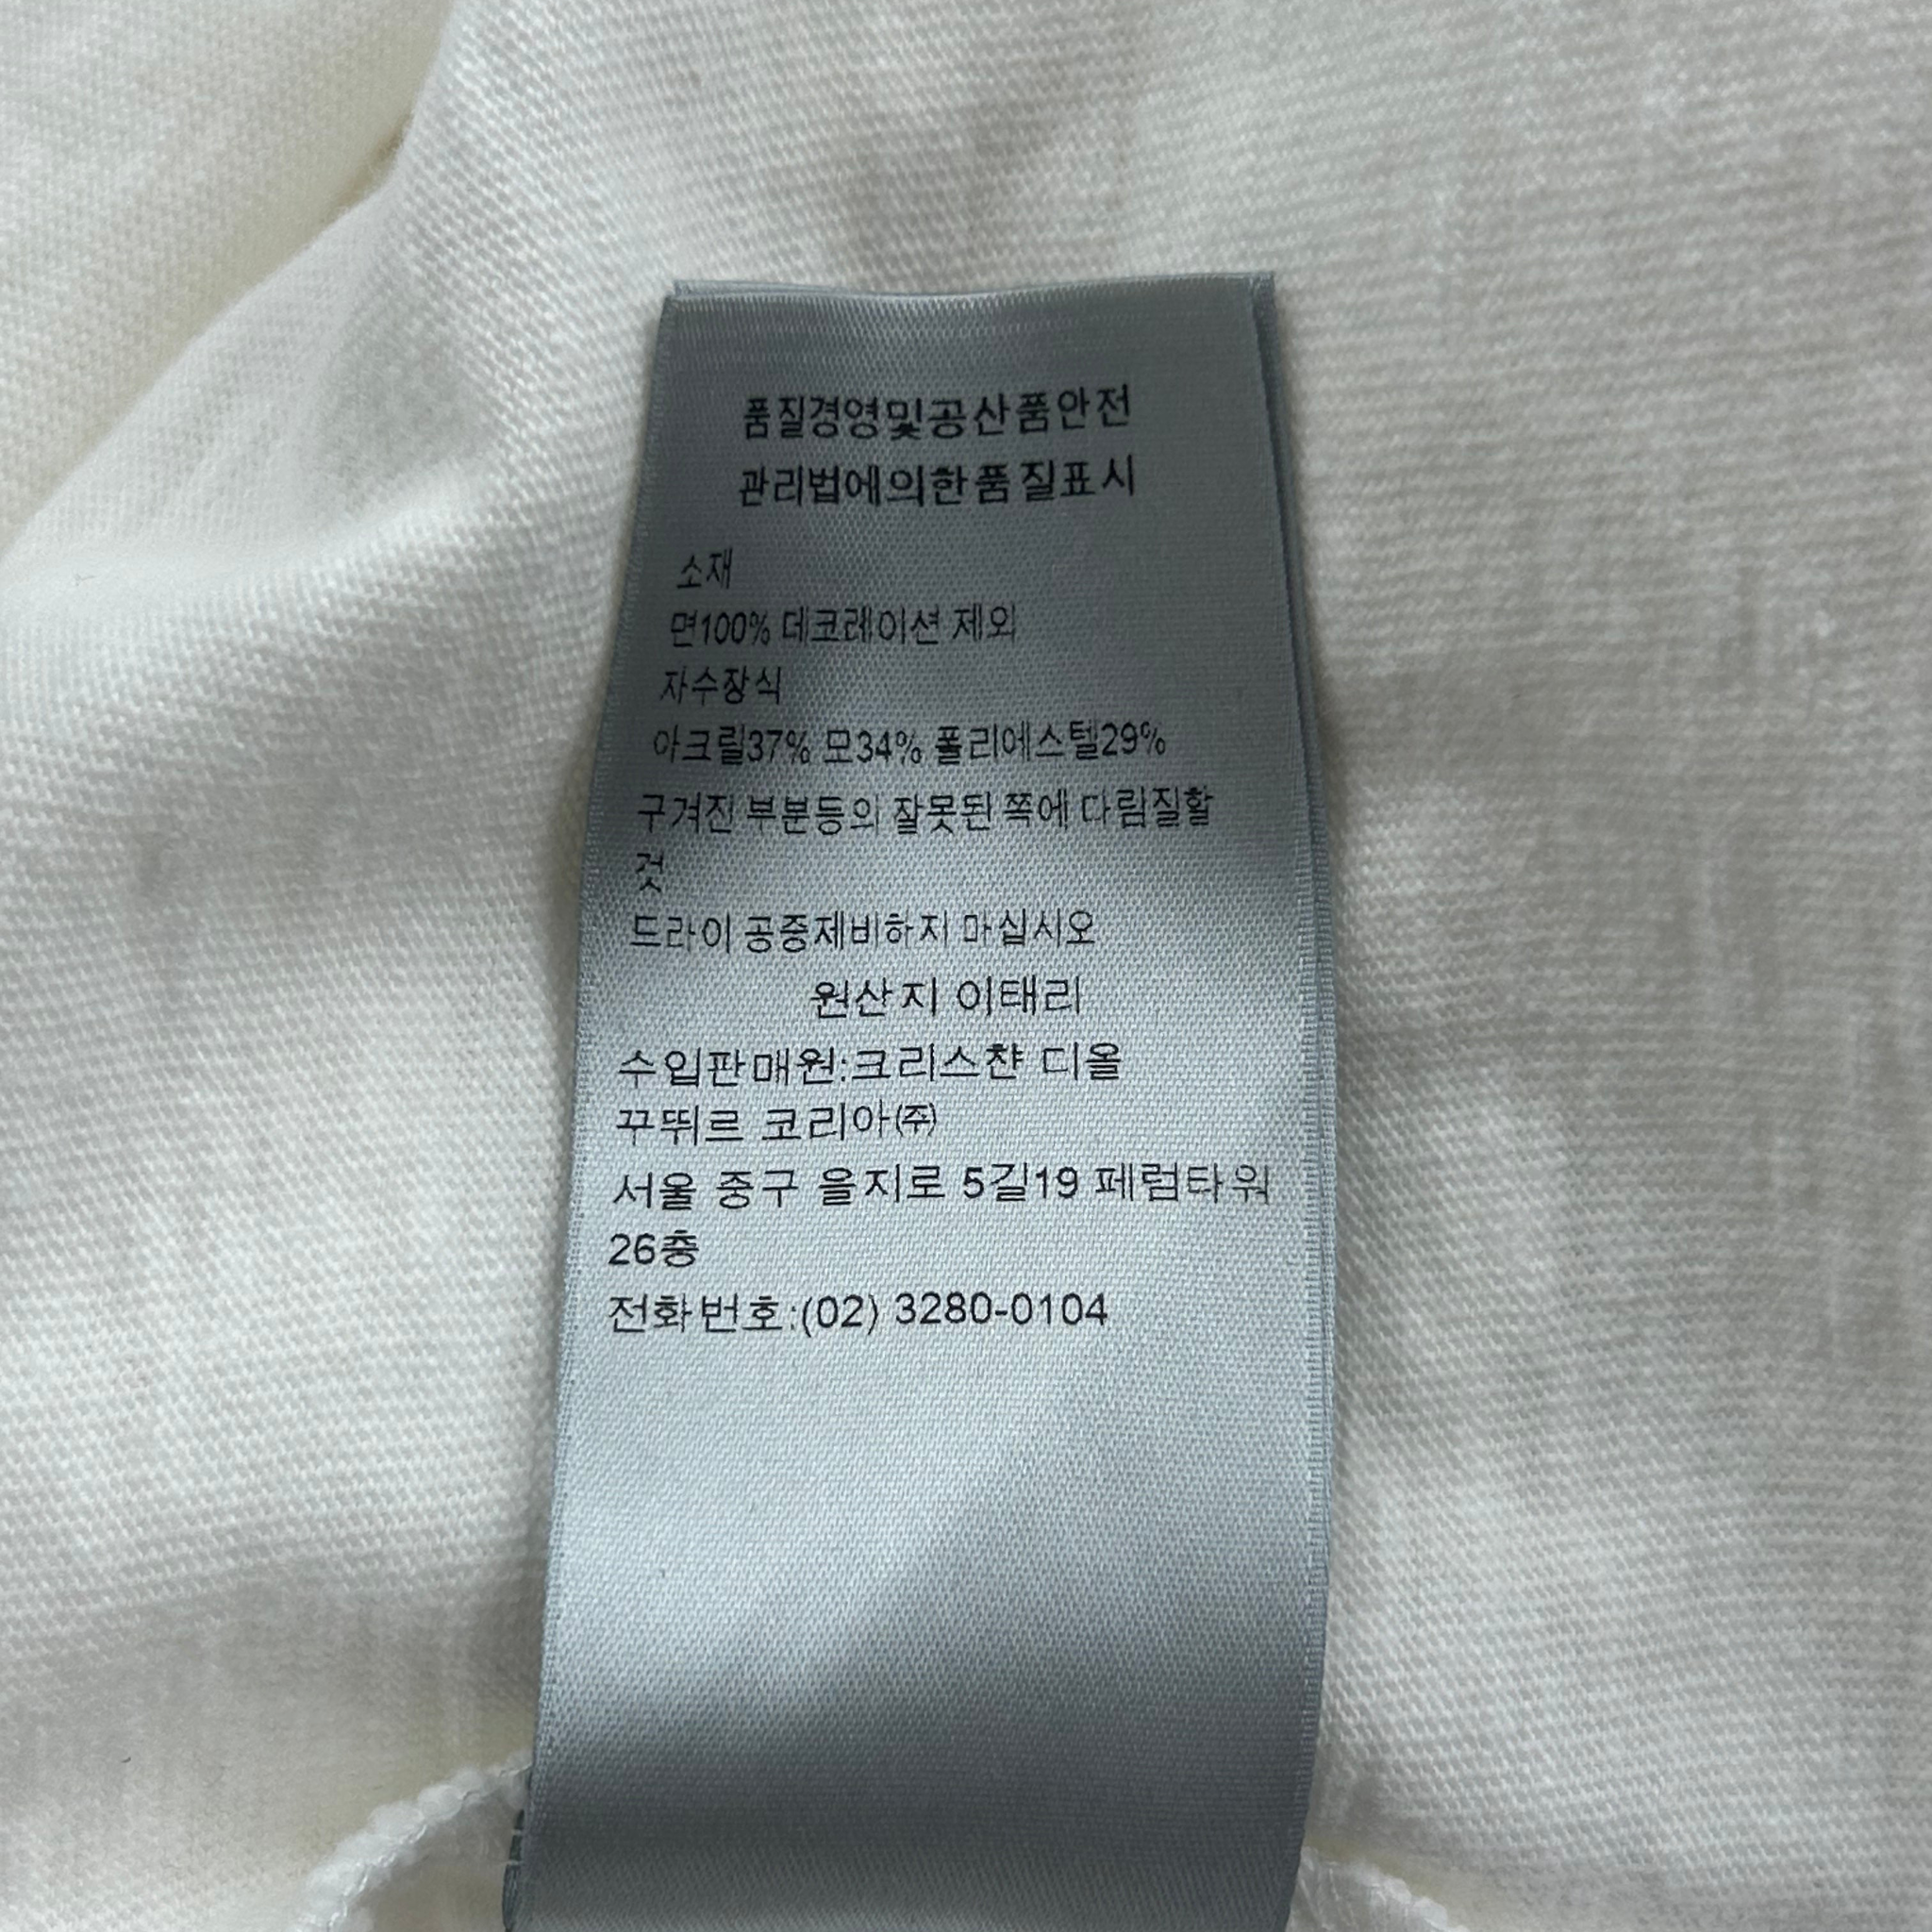 품질경영및공산품안전
관리법에의한품질표시
소재
면100% 데코레이션 제외
자수장식
아크릴37% 모34% 폴리에스텔29%
구겨진 부분등의 잘못된 쪽에 다림질할
것
드라이 공중제비하지 마십시오
원산지 이태리
수입판매원:크리스챤 디올
꾸뛰르 코리아㈜
서울 중구 을지로 5길19 페럼타워
26층
전화번호:(02) 3280-0104